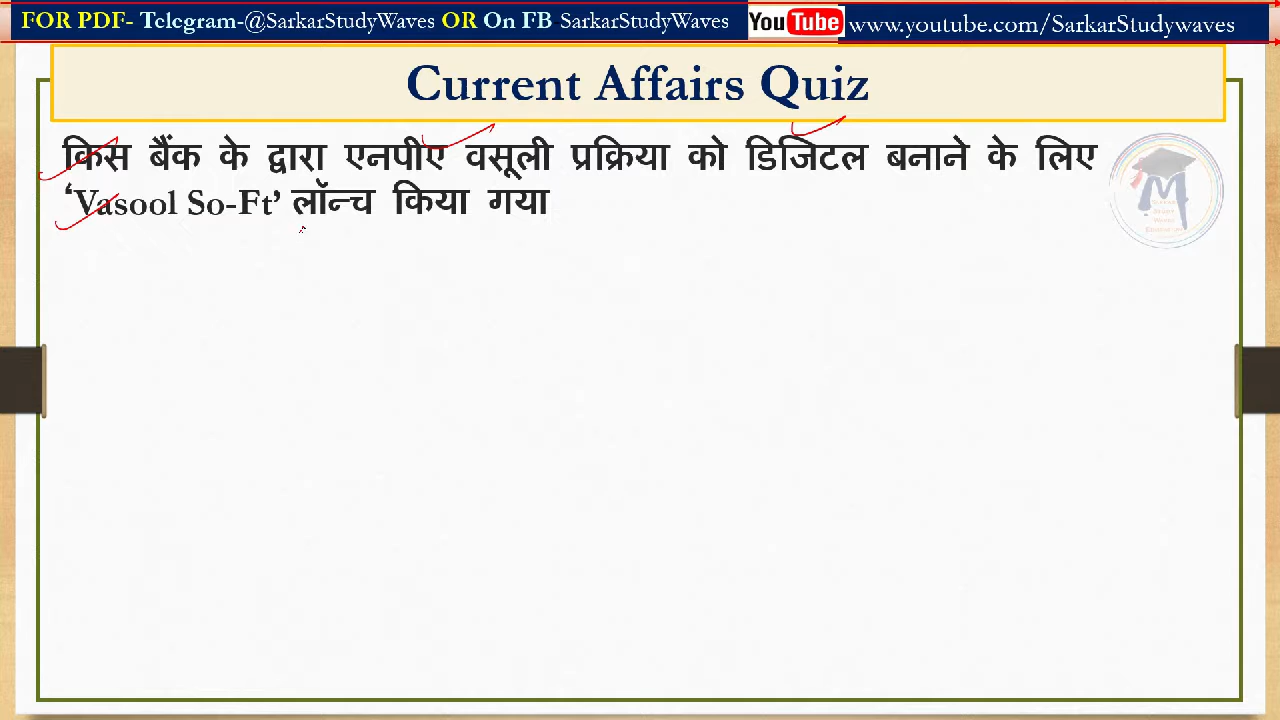 FOR PDF- Telegram-@SarkarStudyWaves OR On FB-SarkarStudyWaves YouTube www.youtube.com/SarkarStudywaves
Current Affairs Quiz
किस बैंक के द्वारा एनपीए वसूली प्रक्रिया को डिजिटल बनाने के लिए
‘Vasool So-Ft’ लॉन्च किया गया